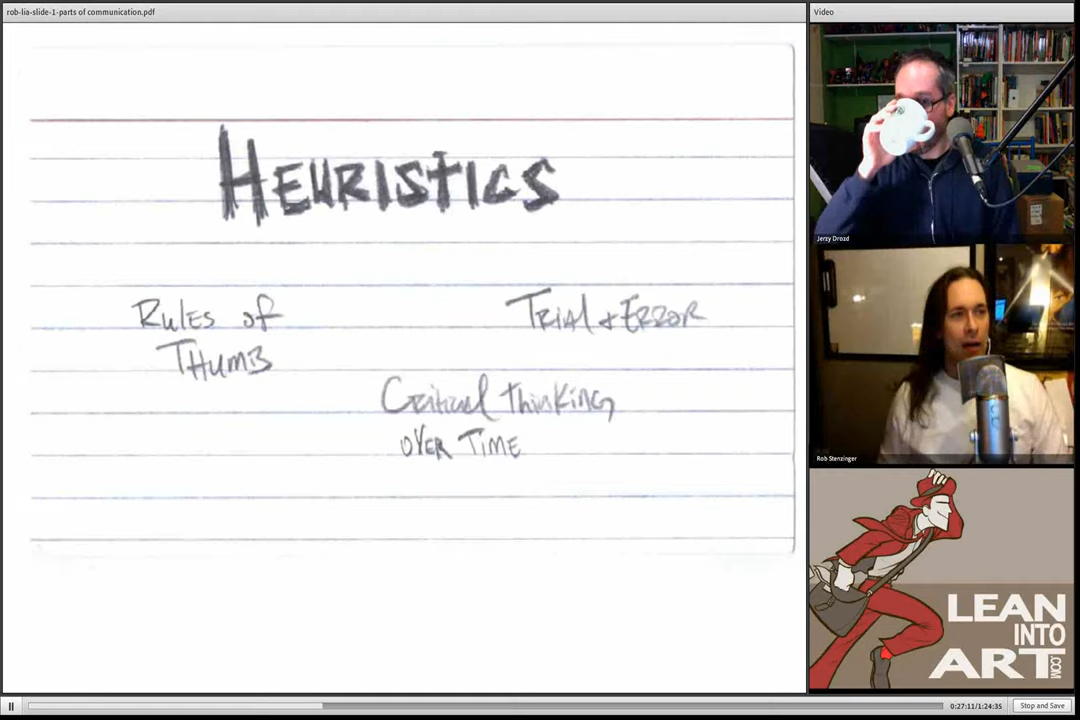 rob-lia-slide-1-parts of communication.pdf
Video
HEURISTICS
RULES of
THUMB
TRIAL & ERROR
Critical Thinking
OVER TIME
Jerzy Drozd
Rob Stenzinger
LEAN
INTO
ART
.COM
0:27:11/1:24:35
Stop and Save